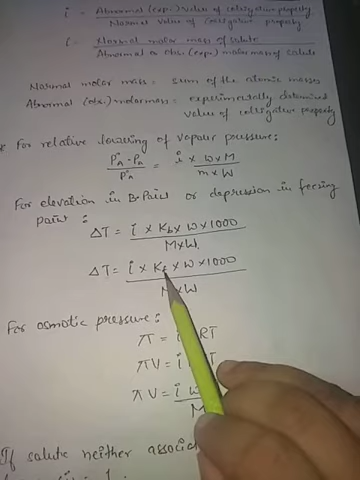 i = Abnormal (exp.) value of colligative property
Normal value of colligative property
i = Normal molar mass of solute
Abnormal or Obs. (exp.) molar mass of solute
Normal molar mass = sum of the atomic masses
Abnormal (obs.) molar mass = experimentally determined
value of colligative property
For relative lowering of vapour pressure:
P°A - PA / P°A = i × w × M / m × W
For elevation in B.Point or depression in freezing
point :
ΔT = i × Kb × w × 1000 / M × W
ΔT = i × Kf × w × 1000 / M × W
For osmotic pressure:
π = i RT
πV = i T
πV = i w / M
If solute neither associ